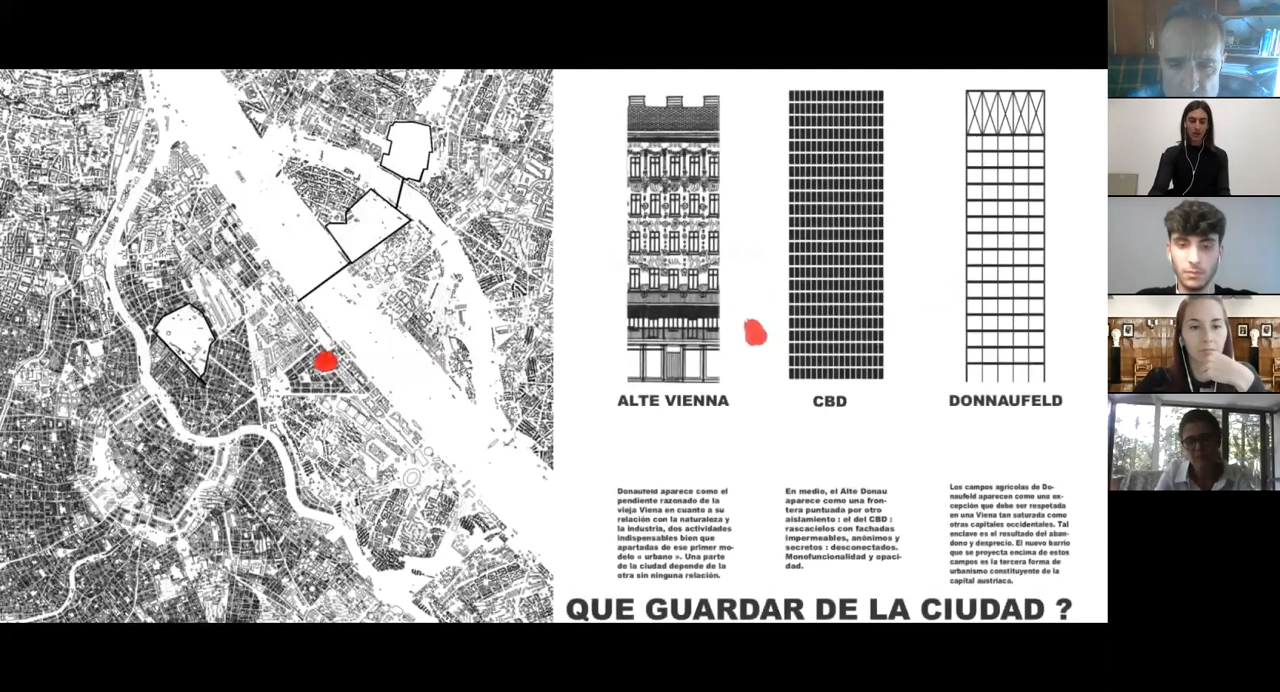 ALTE VIENNA
CBD
DONNAUFELD
Donaufeld aparece como el
pendiente razonado de la
vieja Viena en cuanto a su
relación con la naturaleza y
la industria, dos actividades
indispensables bien que
apartadas de ese primer mo-
delo « urbano ». Una parte
de la ciudad depende de la
otra sin ninguna relación.
En medio, el Alte Donau
aparece como una fron-
tera puntuada por otro
aislamiento : el del CBD :
rascacielos con fachadas
impermeables, anónimos y
secretos : desconectados.
Monofuncionalidad y opaci-
dad.
Los campos agrícolas de Do-
naufeld aparecen como una ex-
cepción que debe ser respetada
en una Viena tan saturada como
otras capitales occidentales. Tal
enclave es el resultado del aban-
dono y desprecio. El nuevo barrio
que se proyecta encima de estos
campos es la tercera forma de
urbanismo constituyente de la
capital austríaca.
QUE GUARDAR DE LA CIUDAD ?